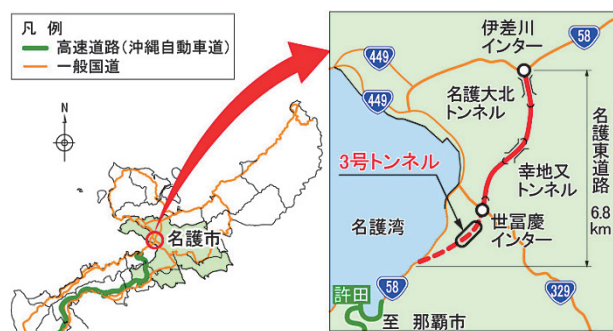 凡 例
高速道路(沖縄自動車道)
一般国道
N
名護市
伊差川
インター
58
449
449
名護大北
トンネル
3号トンネル
幸地又
トンネル
名護東道路
6.8
km
名護湾
世冨慶
インター
許田
58
329
至 那覇市